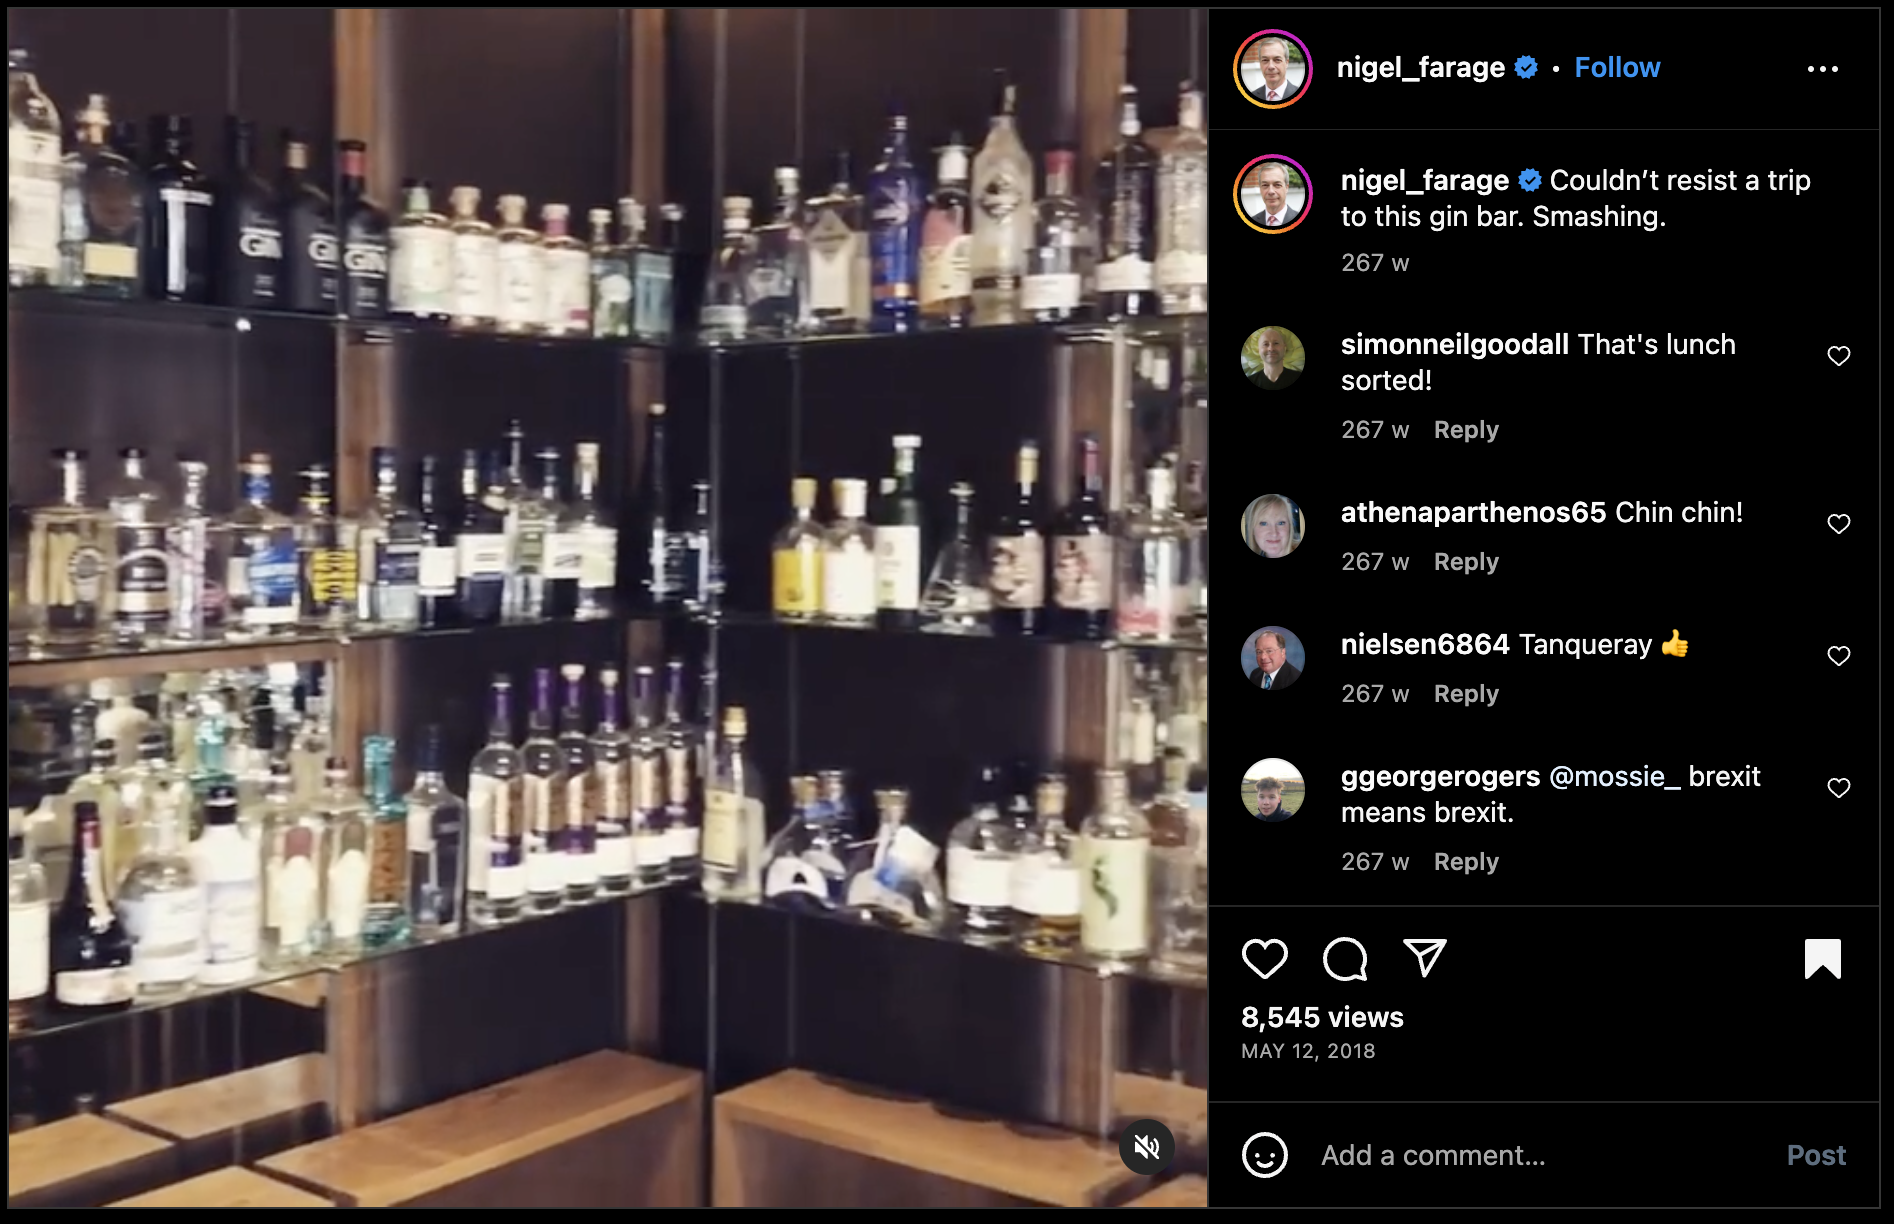 nigel_farage • Follow
nigel_farage Couldn’t resist a trip
to this gin bar. Smashing.
267 w
simonneilgoodall That's lunch
sorted!
267 w Reply
athenaparthenos65 Chin chin!
267 w Reply
nielsen6864 Tanqueray 👍
267 w Reply
ggeorgerogers @mossie_ brexit
means brexit.
267 w Reply
8,545 views
MAY 12, 2018
Add a comment...
Post
GIN
GIN
GIN